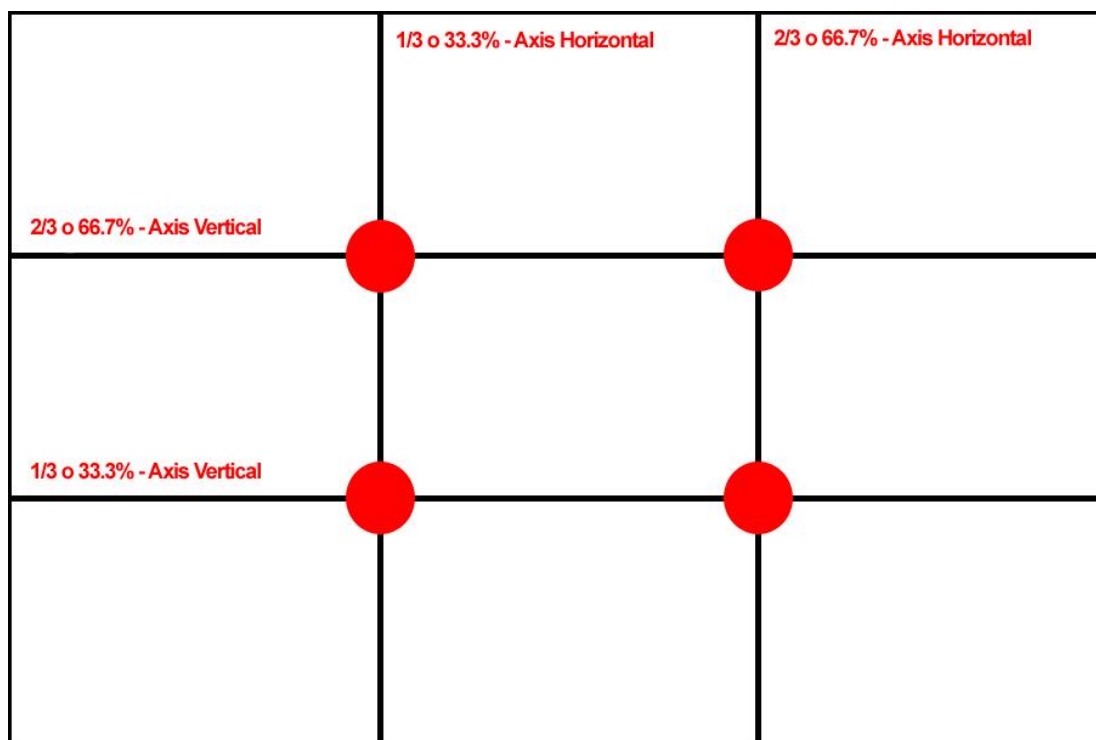 1/3 o 33.3% - Axis Horizontal
2/3 o 66.7% - Axis Horizontal
2/3 o 66.7% - Axis Vertical
1/3 o 33.3% - Axis Vertical